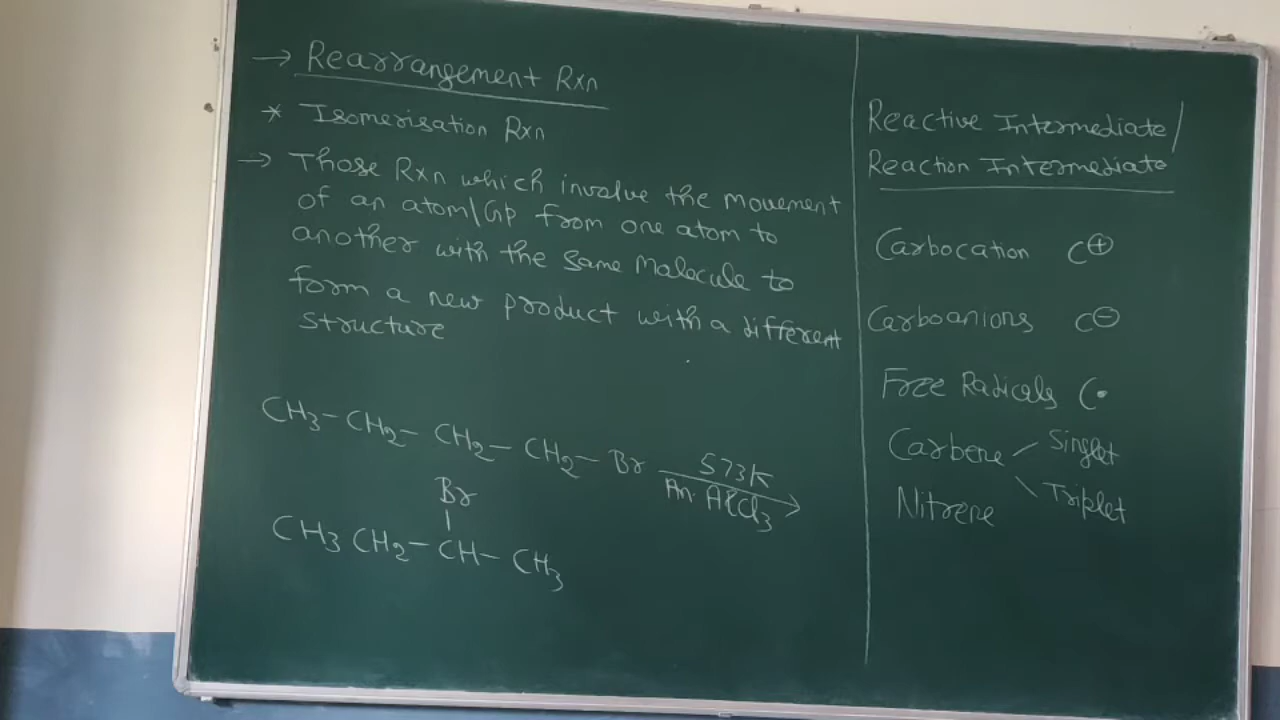 → Rearrangement Rxn
* Isomerisation Rxn
→ Those Rxn which involve the movement
of an atom/GP from one atom to
another with the same Molecule to
form a new product with a different
structure
CH₃-CH₂-CH₂-CH₂-Br 573K
An. AlCl₃ →
Br
CH₃ CH₂-CH-CH₃
Reactive Intermediate/
Reaction Intermediate
Carbocation C⊕
Carboanions C⊖
Free Radicals C•
Carbene Singlet
Triplet
Nitrene